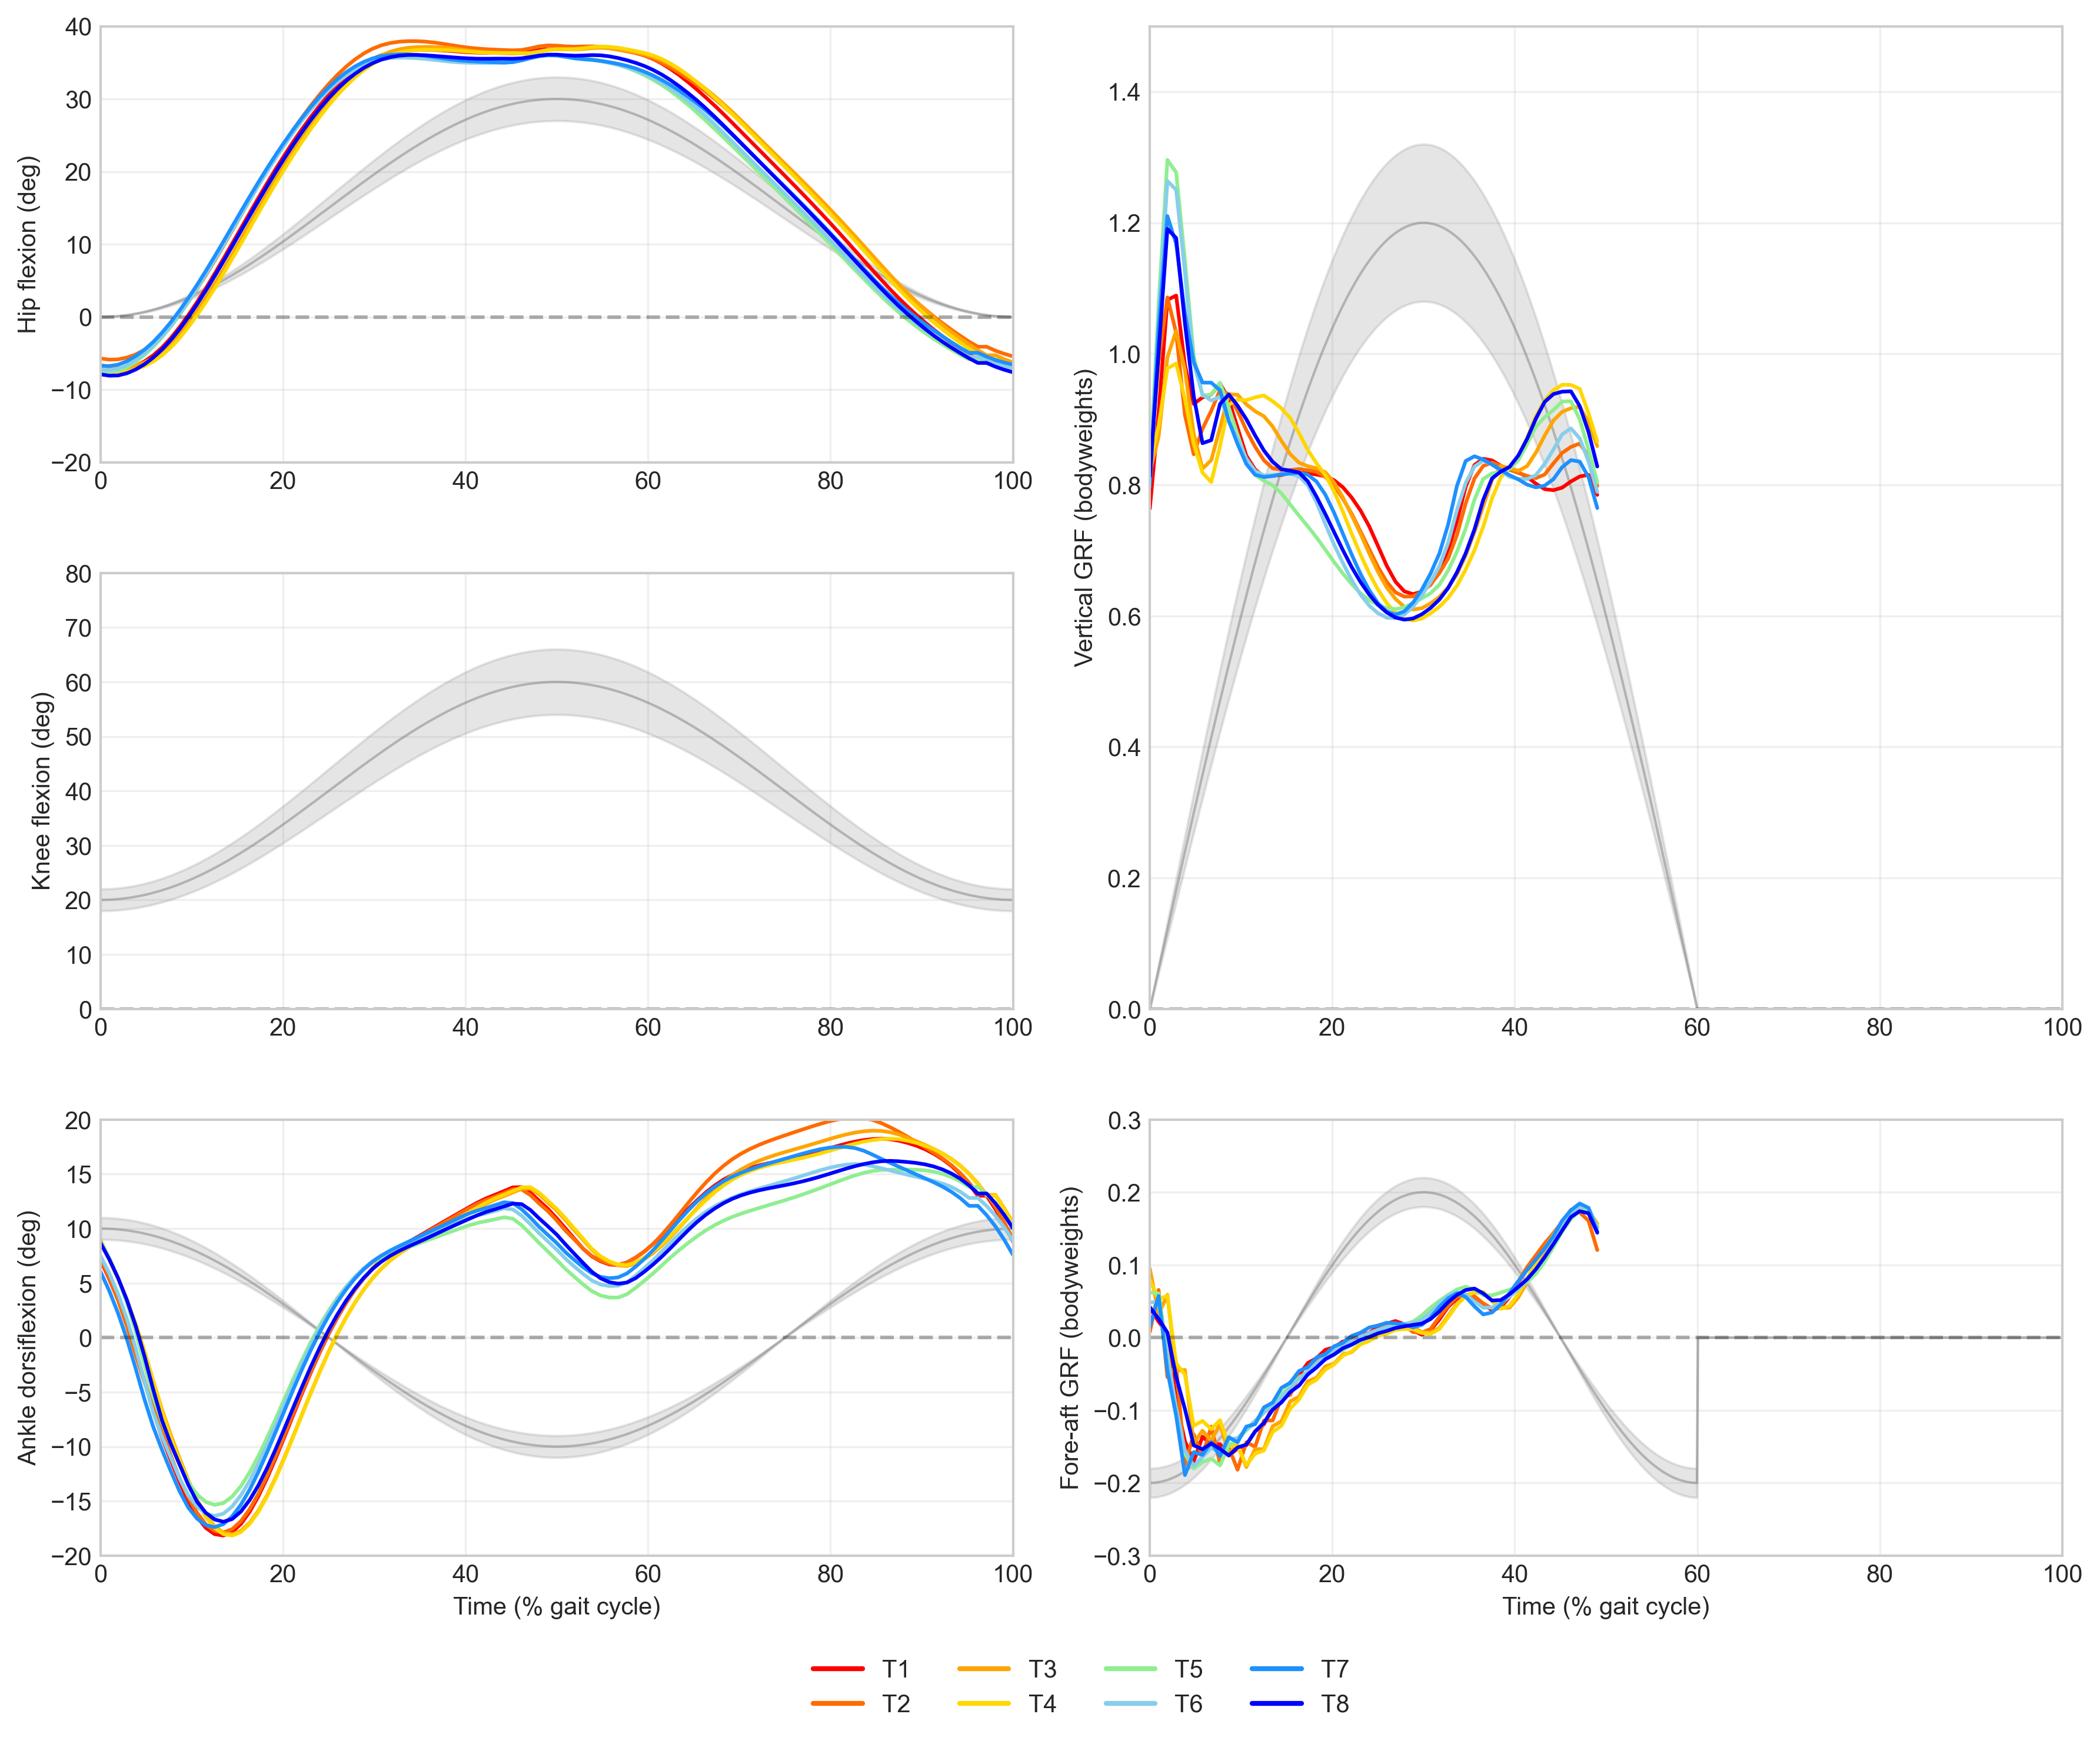 Hip flexion (deg)
40
30
20
10
0
−10
−20
0 20 40 60 80 100
Knee flexion (deg)
80
70
60
50
40
30
20
10
0
0 20 40 60 80 100
Ankle dorsiflexion (deg)
20
15
10
5
0
−5
−10
−15
−20
0 20 40 60 80 100
Time (% gait cycle)
Vertical GRF (bodyweights)
1.4
1.2
1.0
0.8
0.6
0.4
0.2
0.0
0 20 40 60 80 100
Fore-aft GRF (bodyweights)
0.3
0.2
0.1
0.0
−0.1
−0.2
−0.3
0 20 40 60 80 100
Time (% gait cycle)
T1 T3 T5 T7
T2 T4 T6 T8